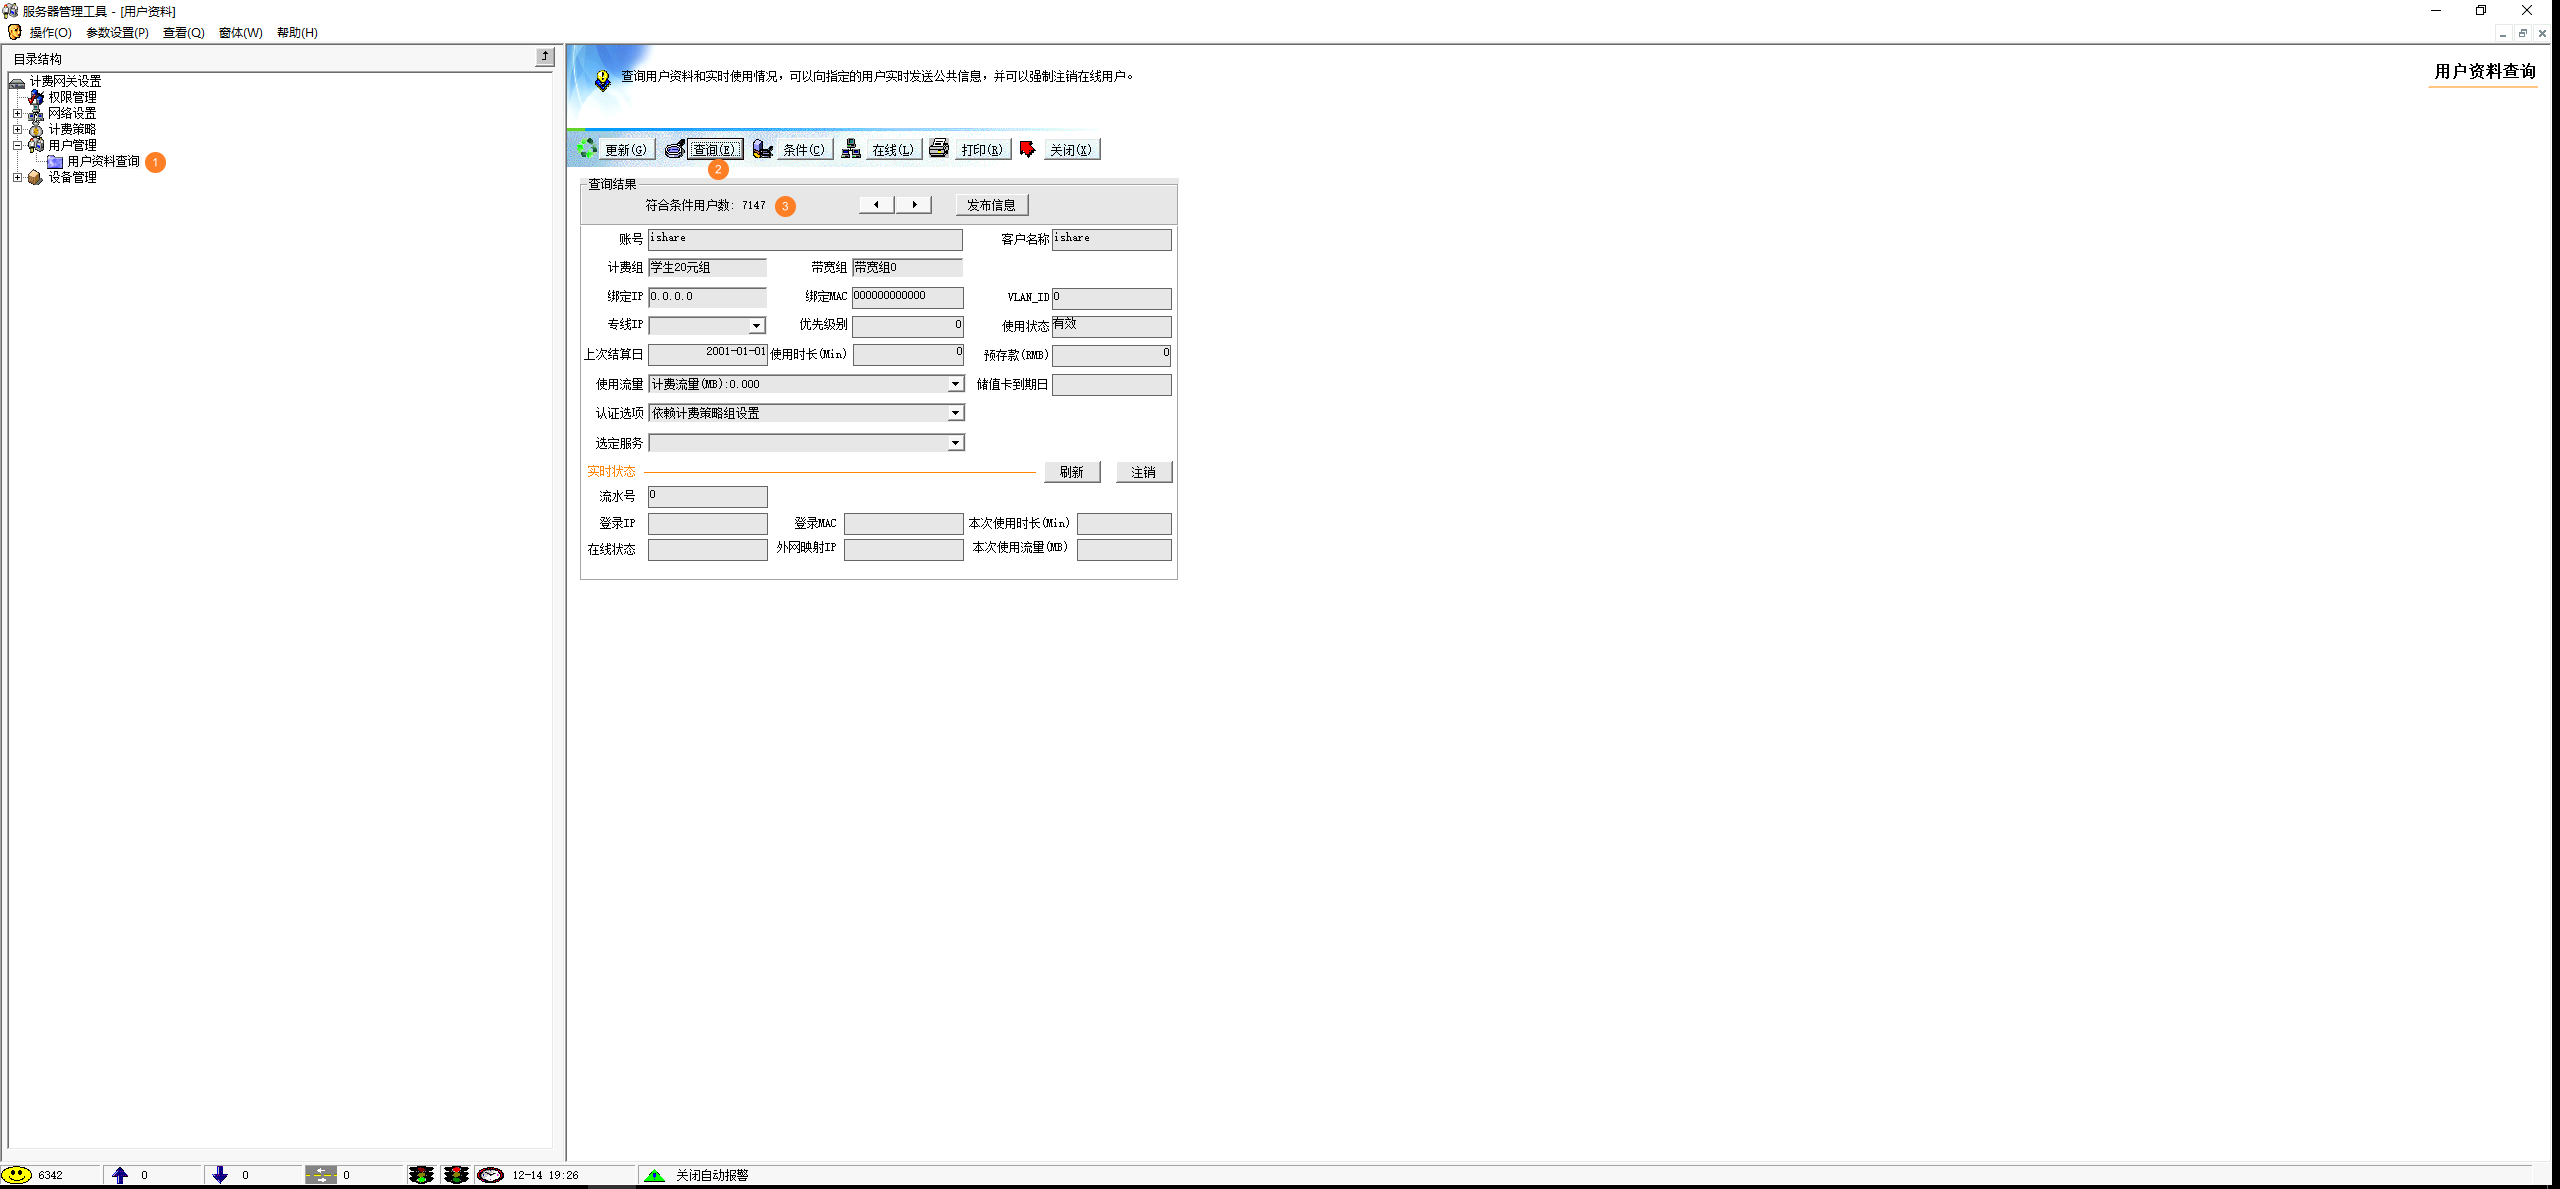 服务器管理工具 - [用户资料]
操作(O) 参数设置(P) 查看(Q) 窗体(W) 帮助(H)
目录结构
计费网关设置
权限管理
网络设置
计费策略
用户管理
用户资料查询 1
设备管理
查询用户资料和实时使用情况，可以向指定的用户实时发送公共信息，并可以强制注销在线用户。
用户资料查询
更新(G) 查询(E) 条件(C) 在线(L) 打印(R) 关闭(X)
2
查询结果
符合条件用户数: 7147 3 发布信息
账号 ishare 客户名称 ishare
计费组 学生20元组 带宽组 带宽组0
绑定IP 0.0.0.0 绑定MAC 000000000000 VLAN_ID 0
专线IP 优先级别 0 使用状态 有效
上次结算日 2001-01-01 使用时长(Min) 0 预存款(RMB) 0
使用流量 计费流量(MB):0.000 储值卡到期日
认证选项 依赖计费策略组设置
选定服务
实时状态 刷新 注销
流水号 0
登录IP 登录MAC 本次使用时长(Min)
在线状态 外网映射IP 本次使用流量(MB)
6342 0 0 0 12-14 19:26 关闭自动报警